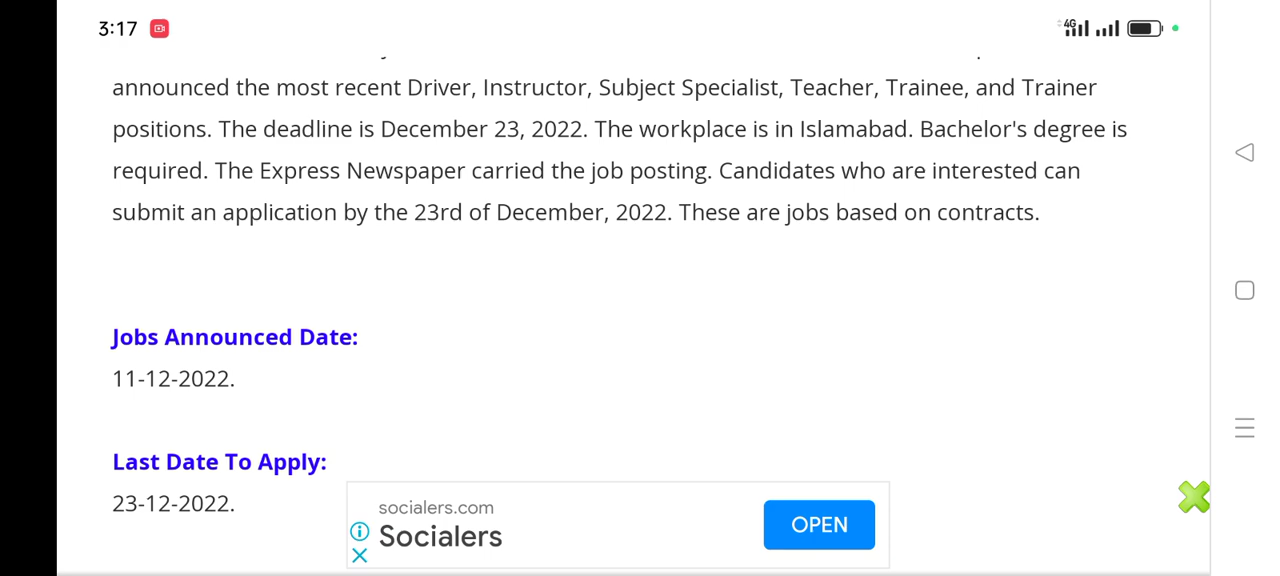 3:17
4G
announced the most recent Driver, Instructor, Subject Specialist, Teacher, Trainee, and Trainer
positions. The deadline is December 23, 2022. The workplace is in Islamabad. Bachelor's degree is
required. The Express Newspaper carried the job posting. Candidates who are interested can
submit an application by the 23rd of December, 2022. These are jobs based on contracts.
Jobs Announced Date:
11-12-2022.
Last Date To Apply:
23-12-2022.
socialers.com
Socialers
OPEN